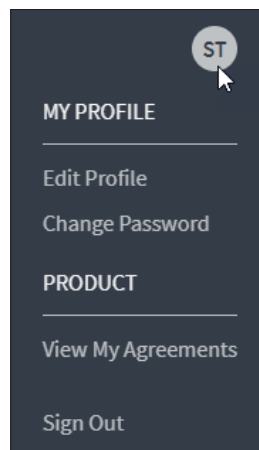 ST
MY PROFILE
Edit Profile
Change Password
PRODUCT
View My Agreements
Sign Out